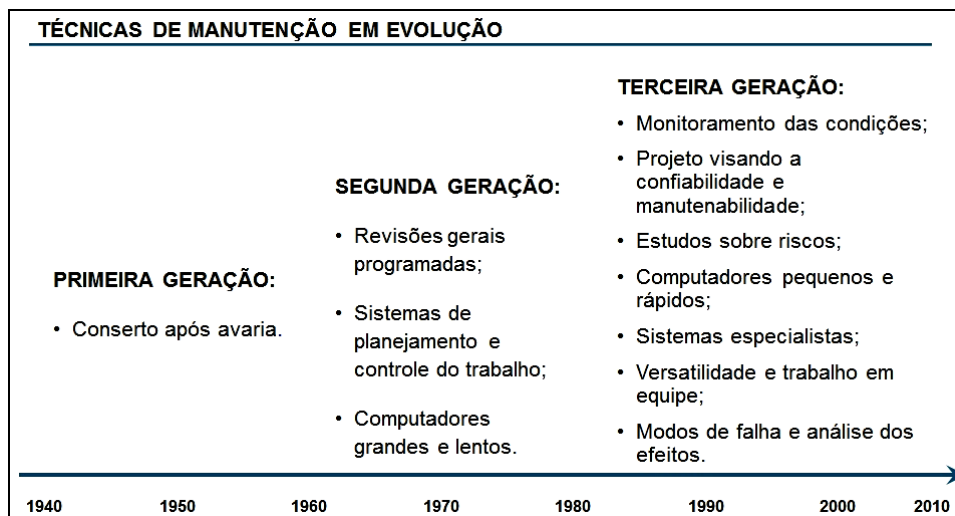 TÉCNICAS DE MANUTENÇÃO EM EVOLUÇÃO
PRIMEIRA GERAÇÃO:
• Conserto após avaria.
SEGUNDA GERAÇÃO:
• Revisões gerais
programadas;
• Sistemas de
planejamento e
controle do trabalho;
• Computadores
grandes e lentos.
TERCEIRA GERAÇÃO:
• Monitoramento das condições;
• Projeto visando a
confiabilidade e
manutenabilidade;
• Estudos sobre riscos;
• Computadores pequenos e
rápidos;
• Sistemas especialistas;
• Versatilidade e trabalho em
equipe;
• Modos de falha e análise dos
efeitos.
1940 1950 1960 1970 1980 1990 2000 2010